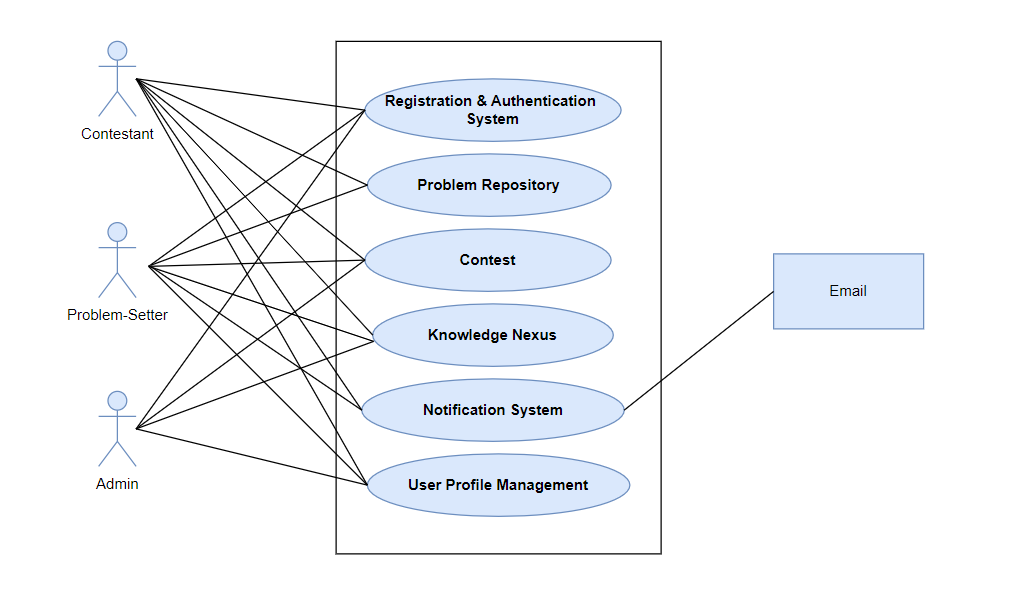 Contestant
Registration & Authentication
System
Problem Repository
Problem-Setter
Contest
Email
Knowledge Nexus
Notification System
Admin
User Profile Management